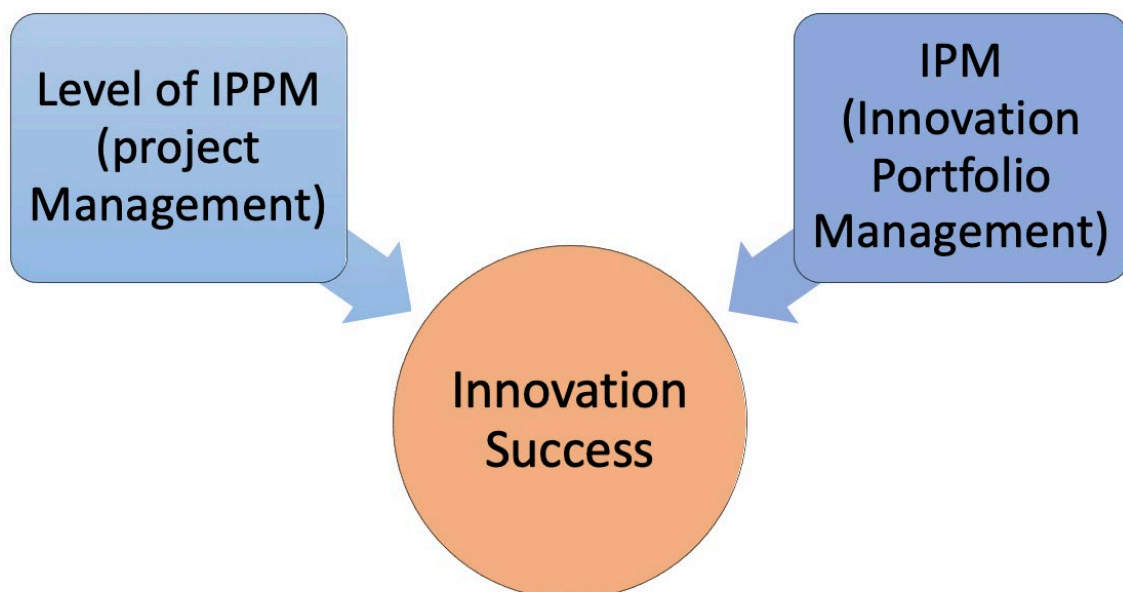 Level of IPPM
(project
Management)
IPM
(Innovation
Portfolio
Management)
Innovation
Success